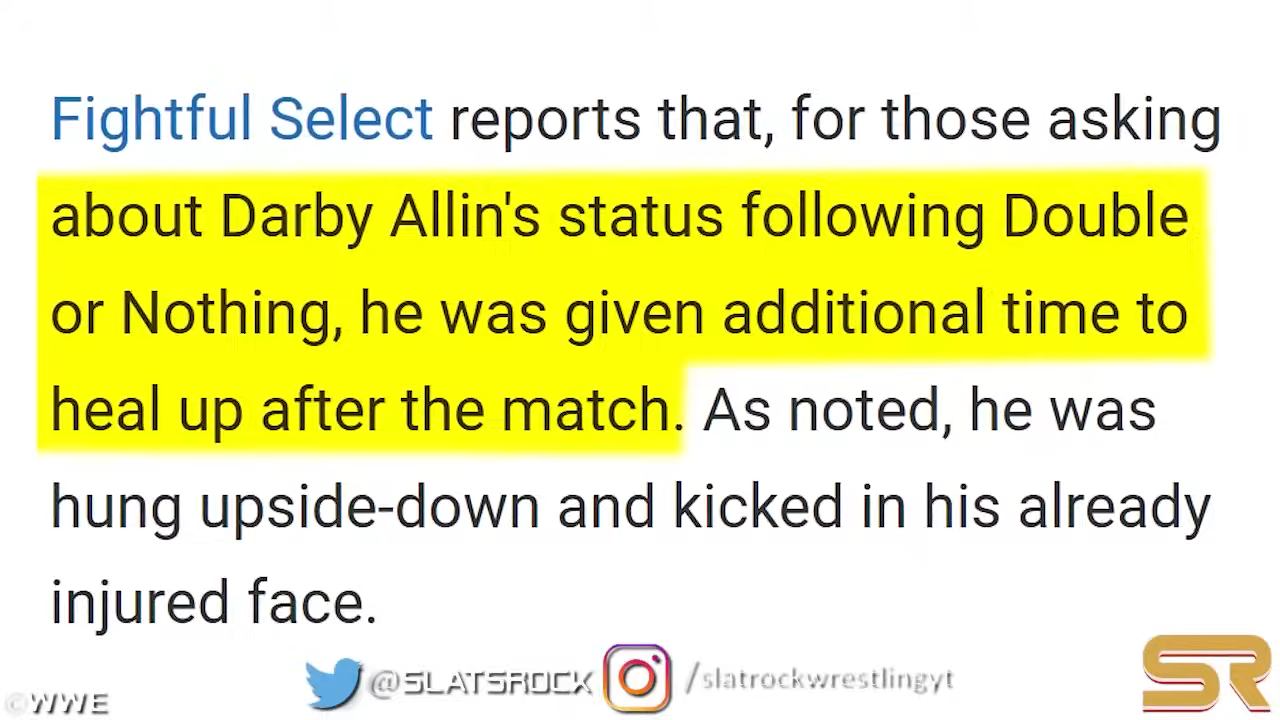 Fightful Select reports that, for those asking
about Darby Allin's status following Double
or Nothing, he was given additional time to
heal up after the match. As noted, he was
hung upside-down and kicked in his already
injured face.
@SLATSROCK /slatrockwrestlingyt
SR
©WWE